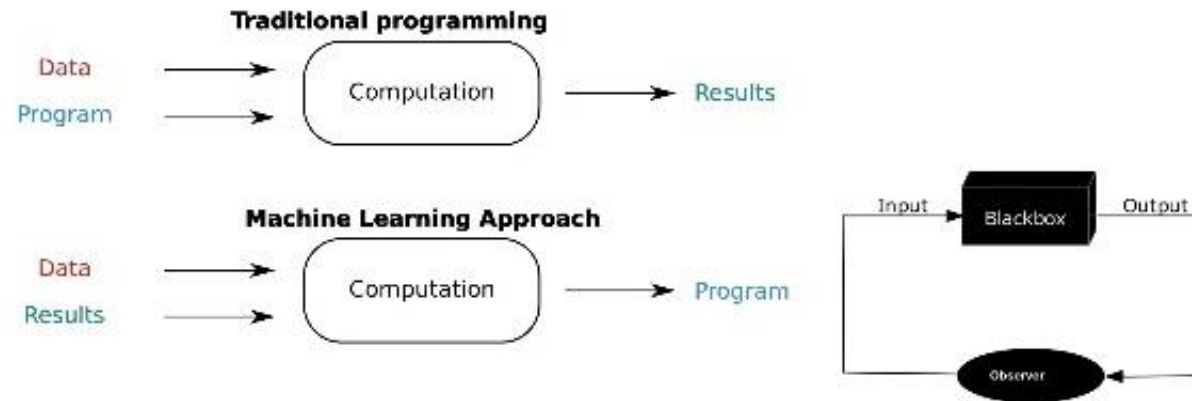 Traditional programming
Data
Program
Computation
Results
Machine Learning Approach
Data
Results
Computation
Program
Input
Blackbox
Output
Observer